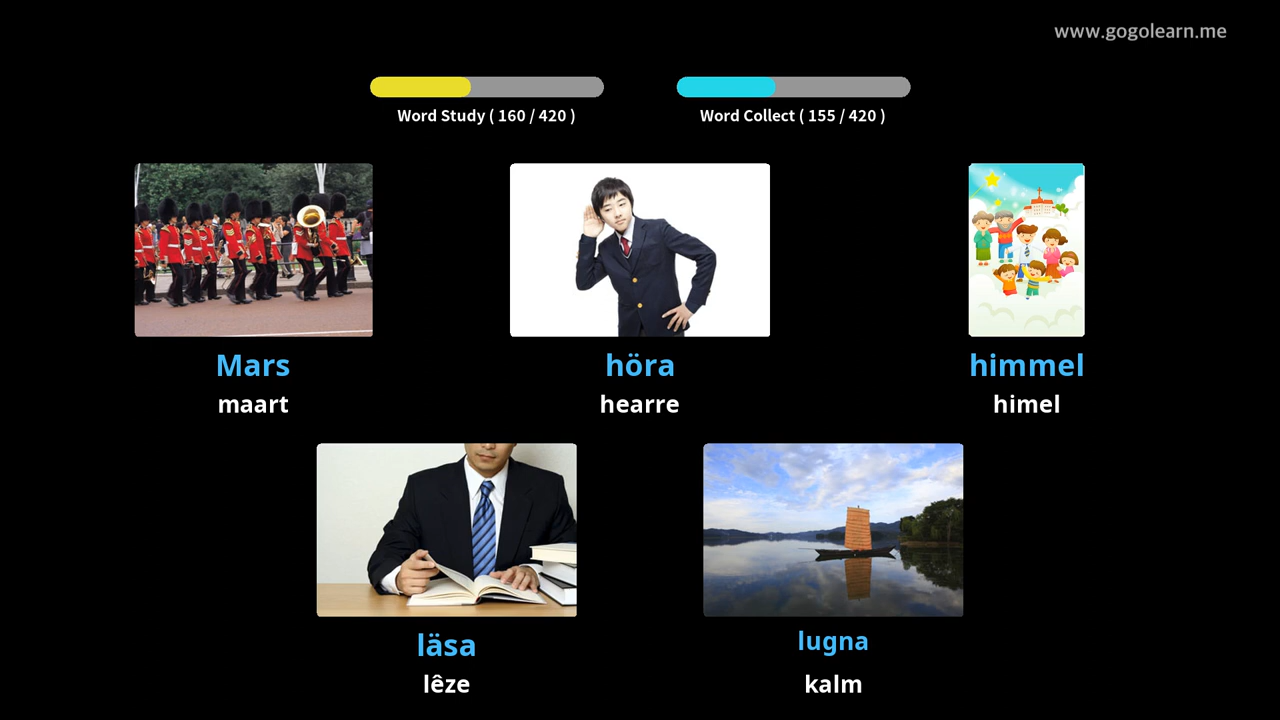 www.gogolearn.me
Word Study ( 160 / 420 )
Word Collect ( 155 / 420 )
Mars
maart
höra
hearre
himmel
himel
läsa
lêze
lugna
kalm